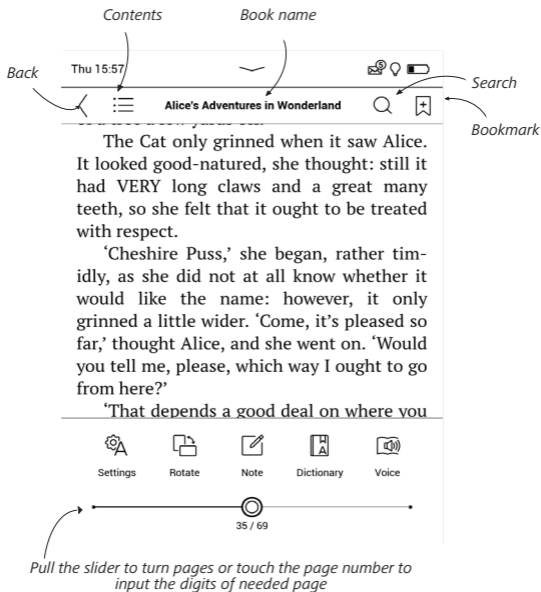 Contents
Book name
Back
Thu 15:57
5
Search
Alice's Adventures in Wonderland
Bookmark
The Cat only grinned when it saw Alice.
It looked good-natured, she thought: still it
had VERY long claws and a great many
teeth, so she felt that it ought to be treated
with respect.
‘Cheshire Puss,’ she began, rather tim-
idly, as she did not at all know whether it
would like the name: however, it only
grinned a little wider. ‘Come, it’s pleased so
far,’ thought Alice, and she went on. ‘Would
you tell me, please, which way I ought to go
from here?’
‘That depends a good deal on where you
Settings
Rotate
Note
Dictionary
Voice
35 / 69
Pull the slider to turn pages or touch the page number to
input the digits of needed page